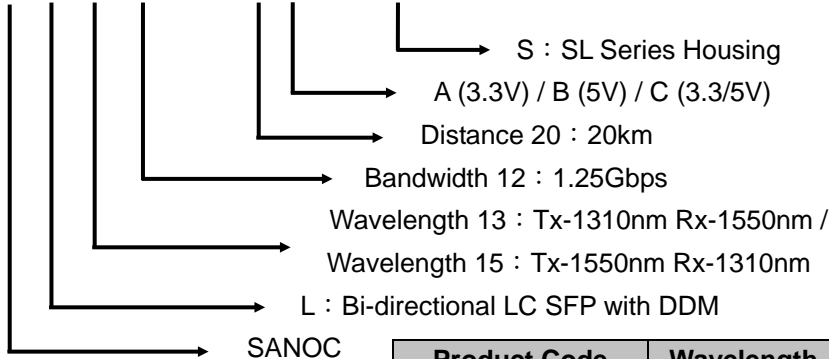 S：SL Series Housing
A (3.3V) / B (5V) / C (3.3/5V)
Distance 20：20km
Bandwidth 12：1.25Gbps
Wavelength 13：Tx-1310nm Rx-1550nm /
Wavelength 15：Tx-1550nm Rx-1310nm
L：Bi-directional LC SFP with DDM
SANOC
Product Code Wavelength